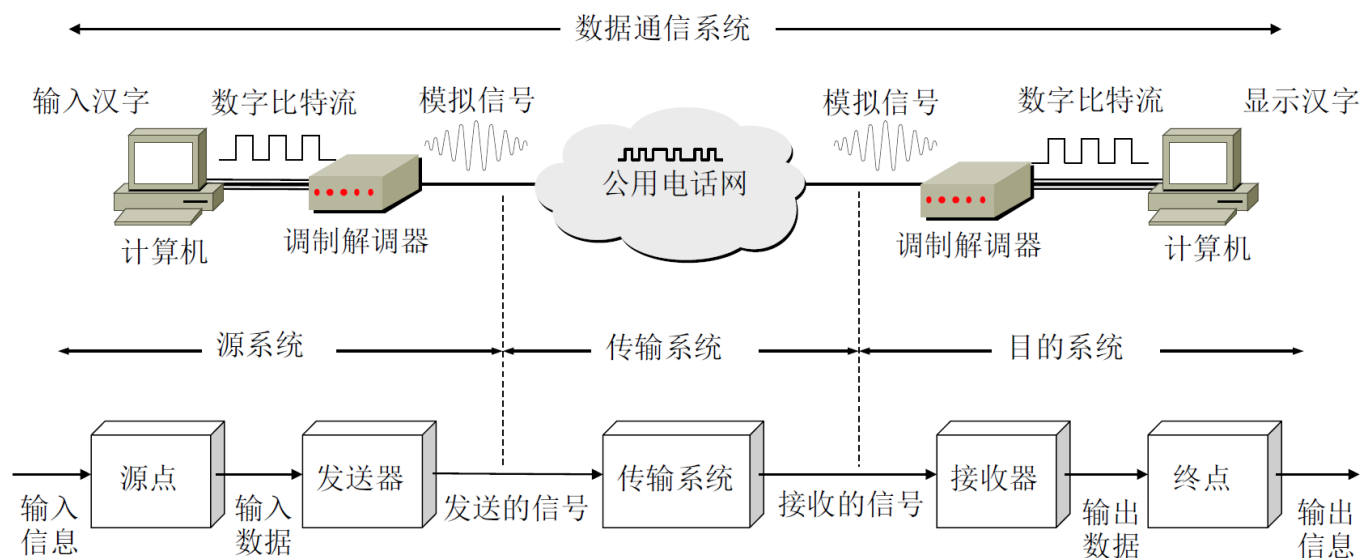 数据通信系统
输入汉字
数字比特流
模拟信号
模拟信号
数字比特流
显示汉字
公用电话网
计算机
调制解调器
调制解调器
计算机
源系统
传输系统
目的系统
源点
发送器
传输系统
接收器
终点
输入
信息
输入
数据
发送的信号
接收的信号
输出
数据
输出
信息